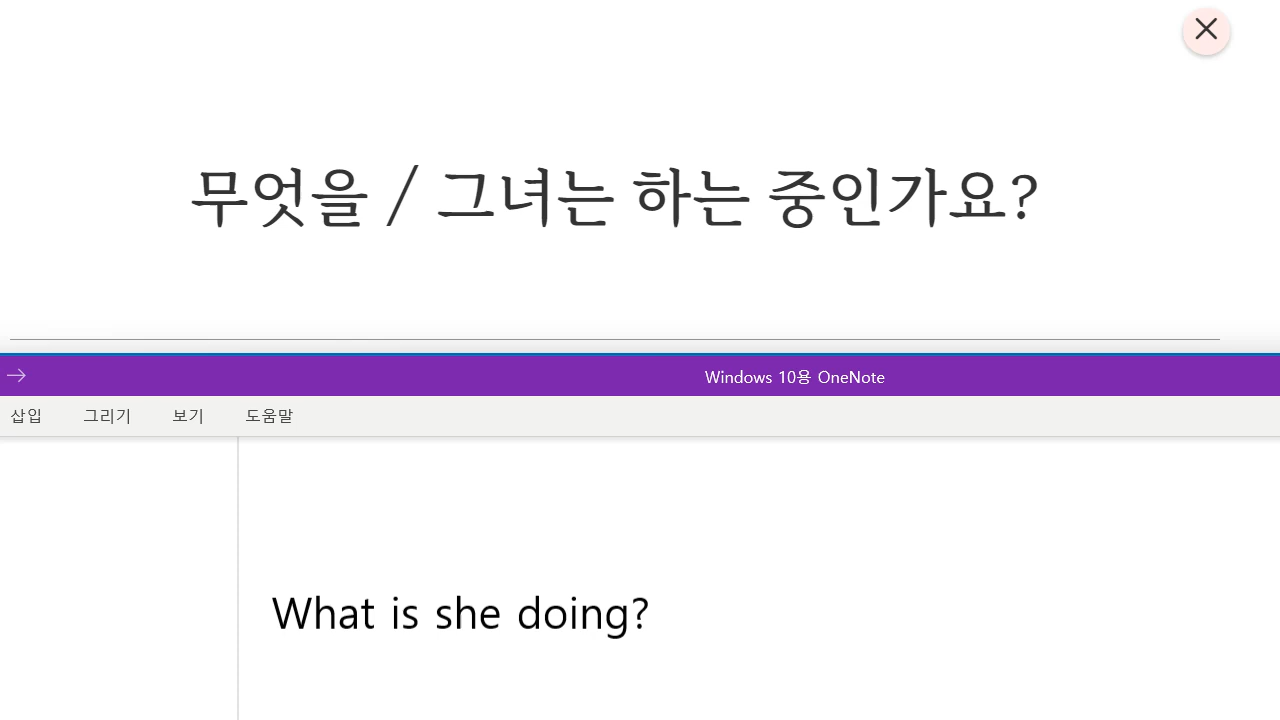 무엇을 / 그녀는 하는 중인가요?
Windows 10용 OneNote
삽입 그리기 보기 도움말
What is she doing?